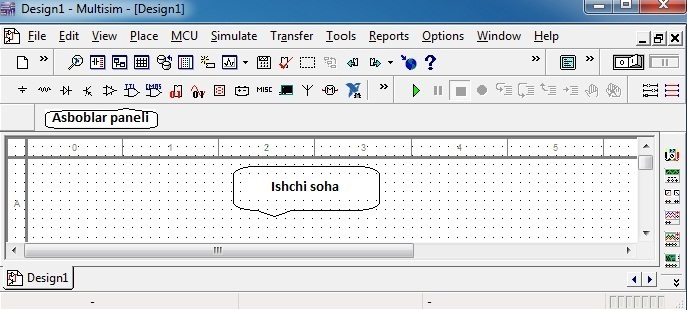 Design1 - Multisim - [Design1]
File Edit View Place MCU Simulate Transfer Tools Reports Options Window Help
MISC
Asboblar paneli
0 1 2 3 4 5
Ishchi soha
A
Design1
- -